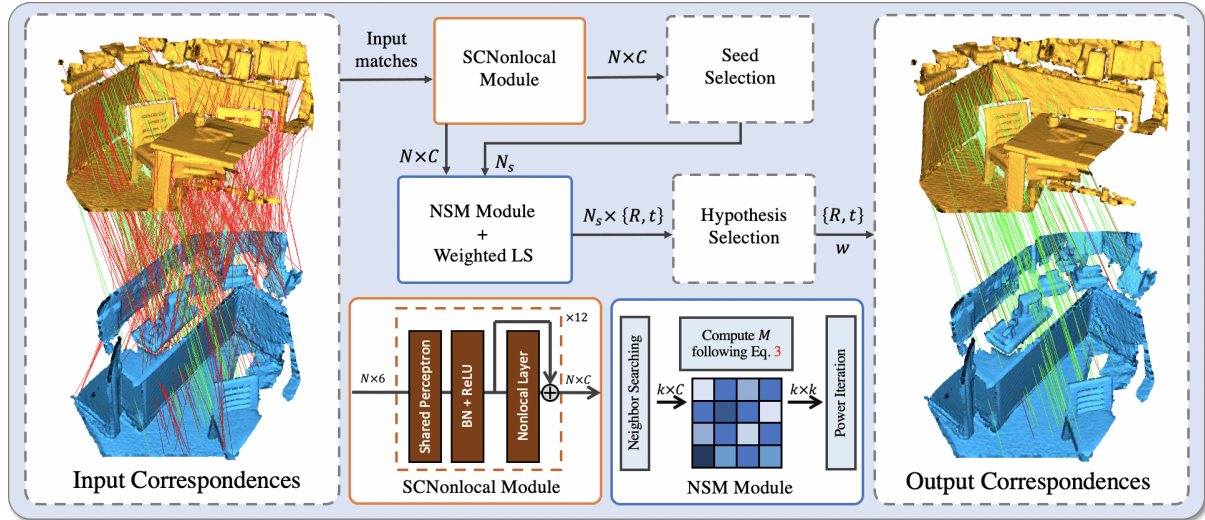 Input
matches
SCNonlocal
Module
N×C
Seed
Selection
N×C
N_s
NSM Module
+
Weighted LS
N_s × {R, t}
Hypothesis
Selection
{R, t}
w
Input Correspondences
N×6
Shared Perceptron
BN + ReLU
Nonlocal Layer
×12
N×C
SCNonlocal Module
Neighbor Searching
k×C
Compute M
following Eq. 3
k×k
Power Iteration
NSM Module
Output Correspondences